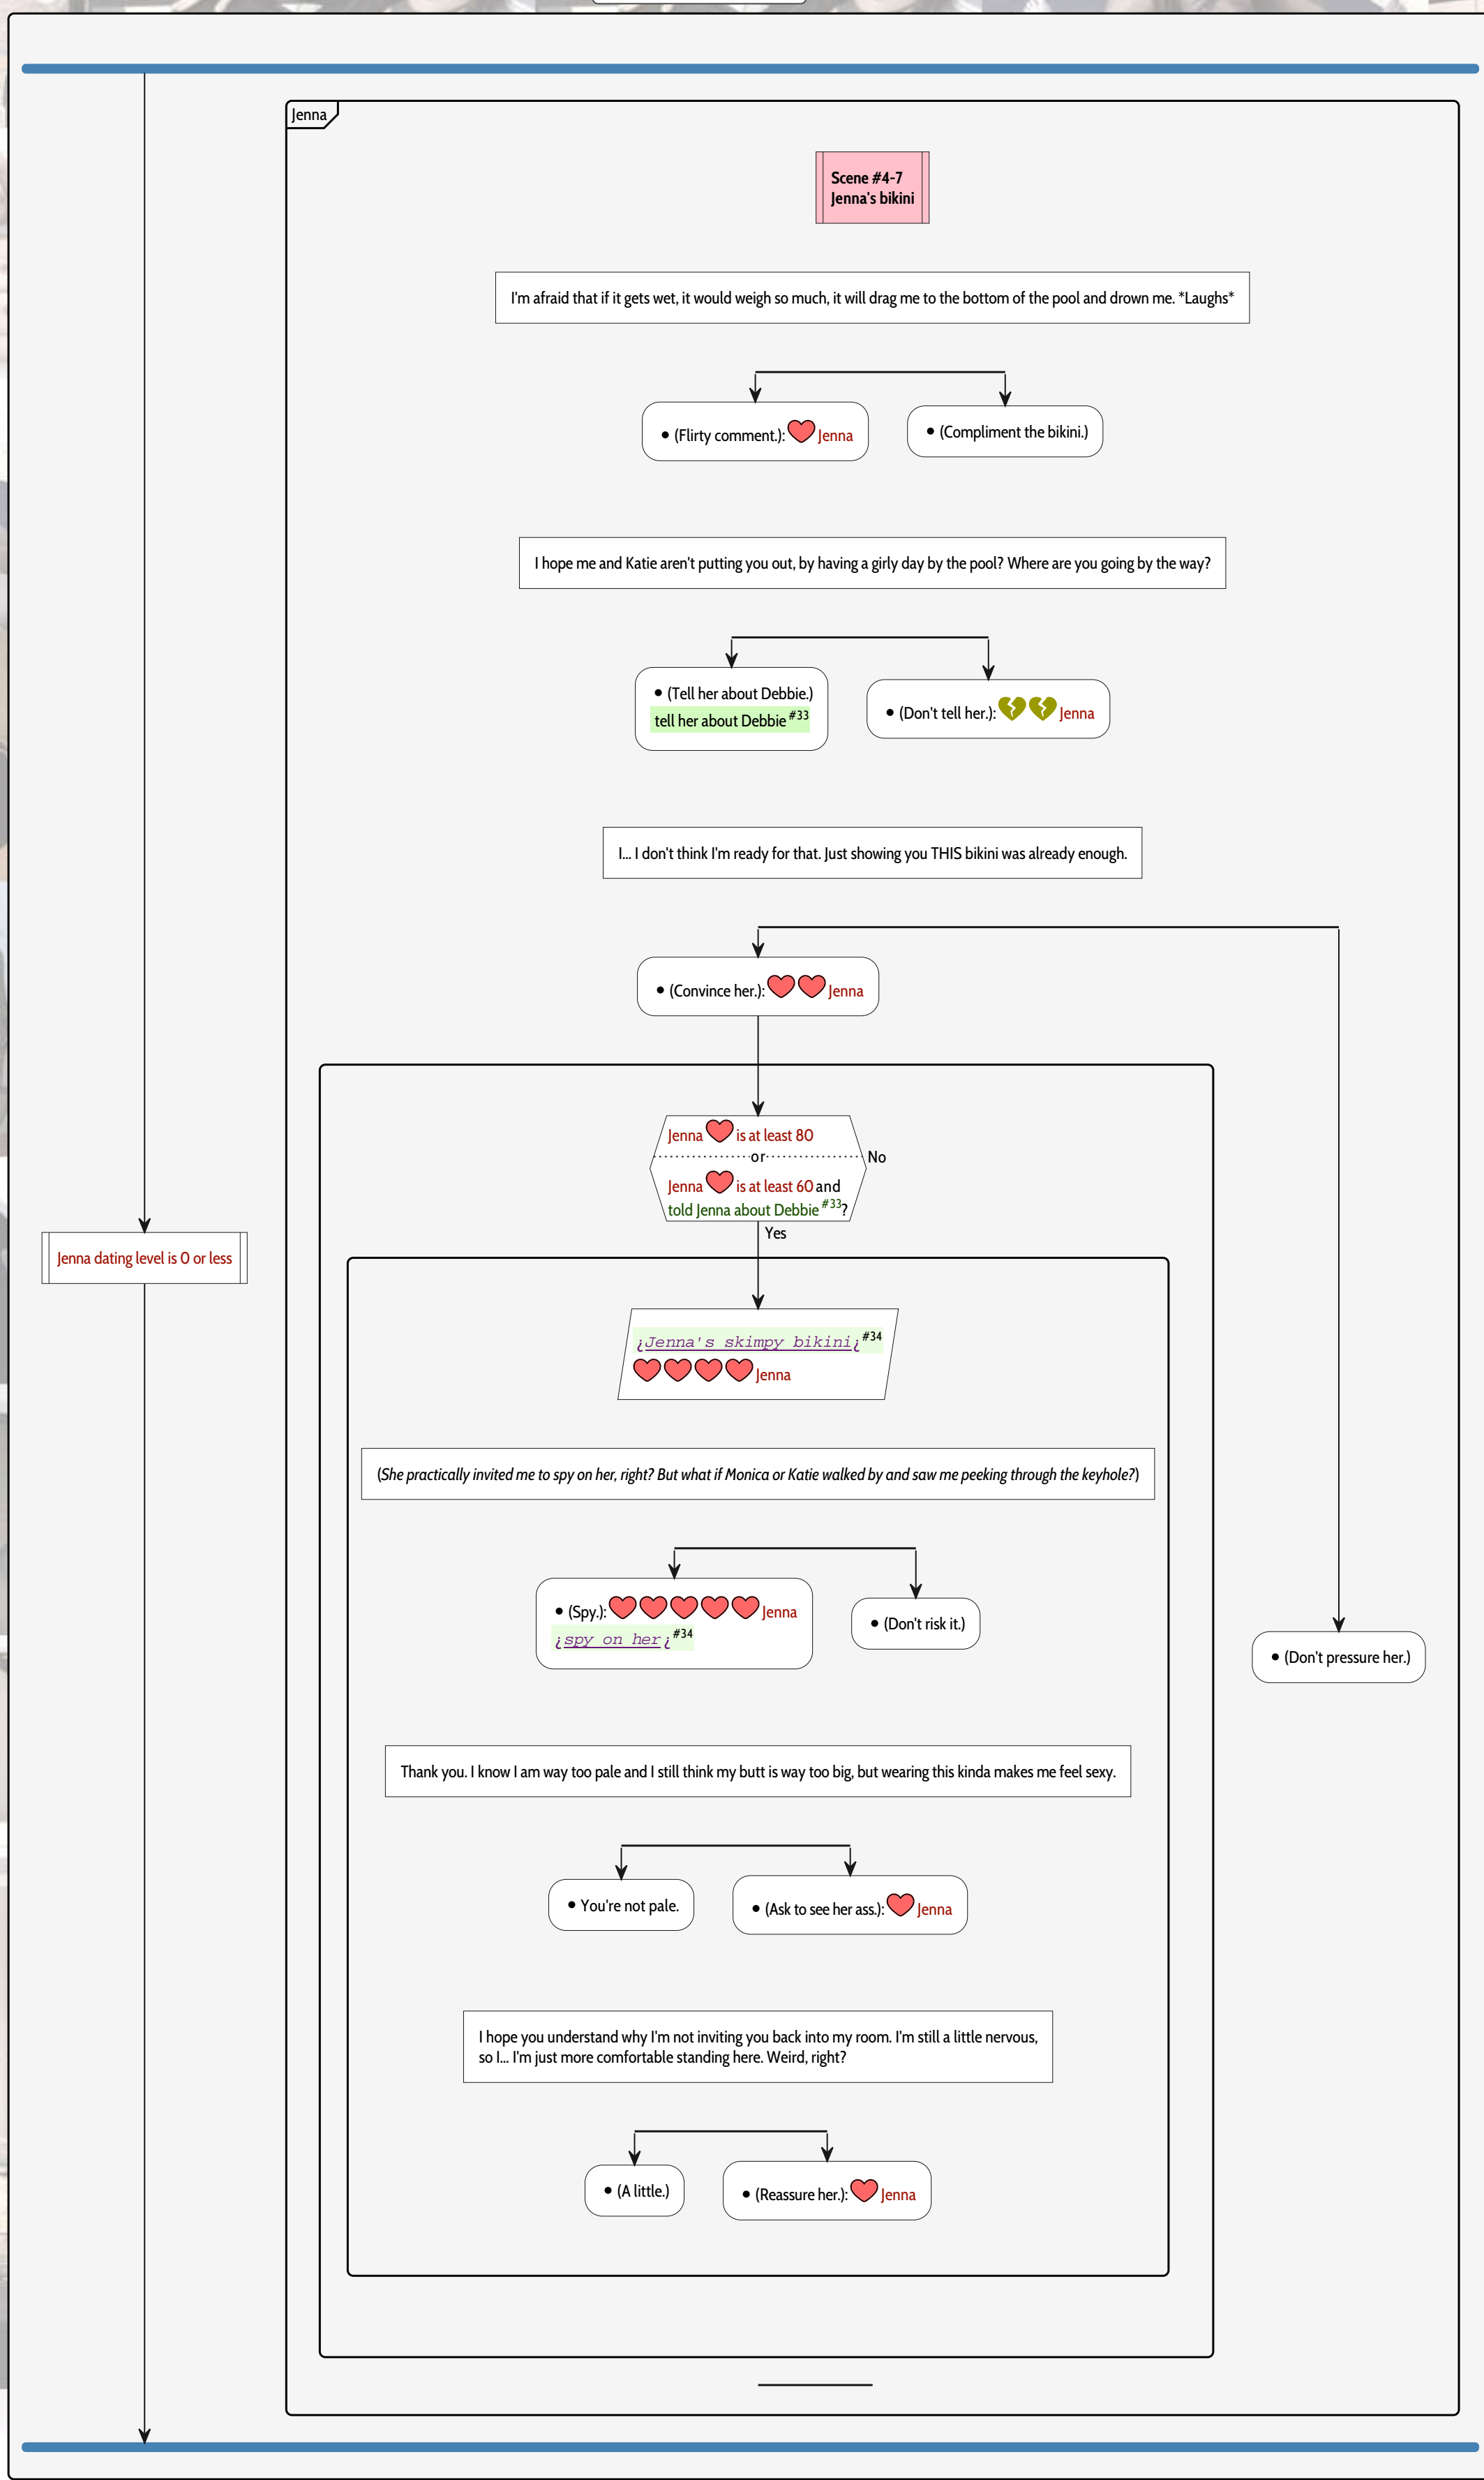 Jenna
Scene #4-7
Jenna's bikini
I'm afraid that if it gets wet, it would weigh so much, it will drag me to the bottom of the pool and drown me. *Laughs*
• (Flirty comment.): Jenna
• (Compliment the bikini.)
I hope me and Katie aren't putting you out, by having a girly day by the pool? Where are you going by the way?
• (Tell her about Debbie.)
tell her about Debbie #33
• (Don't tell her.): Jenna
I... I don't think I'm ready for that. Just showing you THIS bikini was already enough.
• (Convince her.): Jenna
Jenna is at least 80
or
No
Jenna is at least 60 and
told Jenna about Debbie #33?
Yes
Jenna dating level is 0 or less
¿Jenna's skimpy bikini¿ #34
Jenna
(She practically invited me to spy on her, right? But what if Monica or Katie walked by and saw me peeking through the keyhole?)
• (Spy.): Jenna
¿spy on her¿ #34
• (Don't risk it.)
• (Don't pressure her.)
Thank you. I know I am way too pale and I still think my butt is way too big, but wearing this kinda makes me feel sexy.
• You're not pale.
• (Ask to see her ass.): Jenna
I hope you understand why I'm not inviting you back into my room. I'm still a little nervous,
so I... I'm just more comfortable standing here. Weird, right?
• (A little.)
• (Reassure her.): Jenna